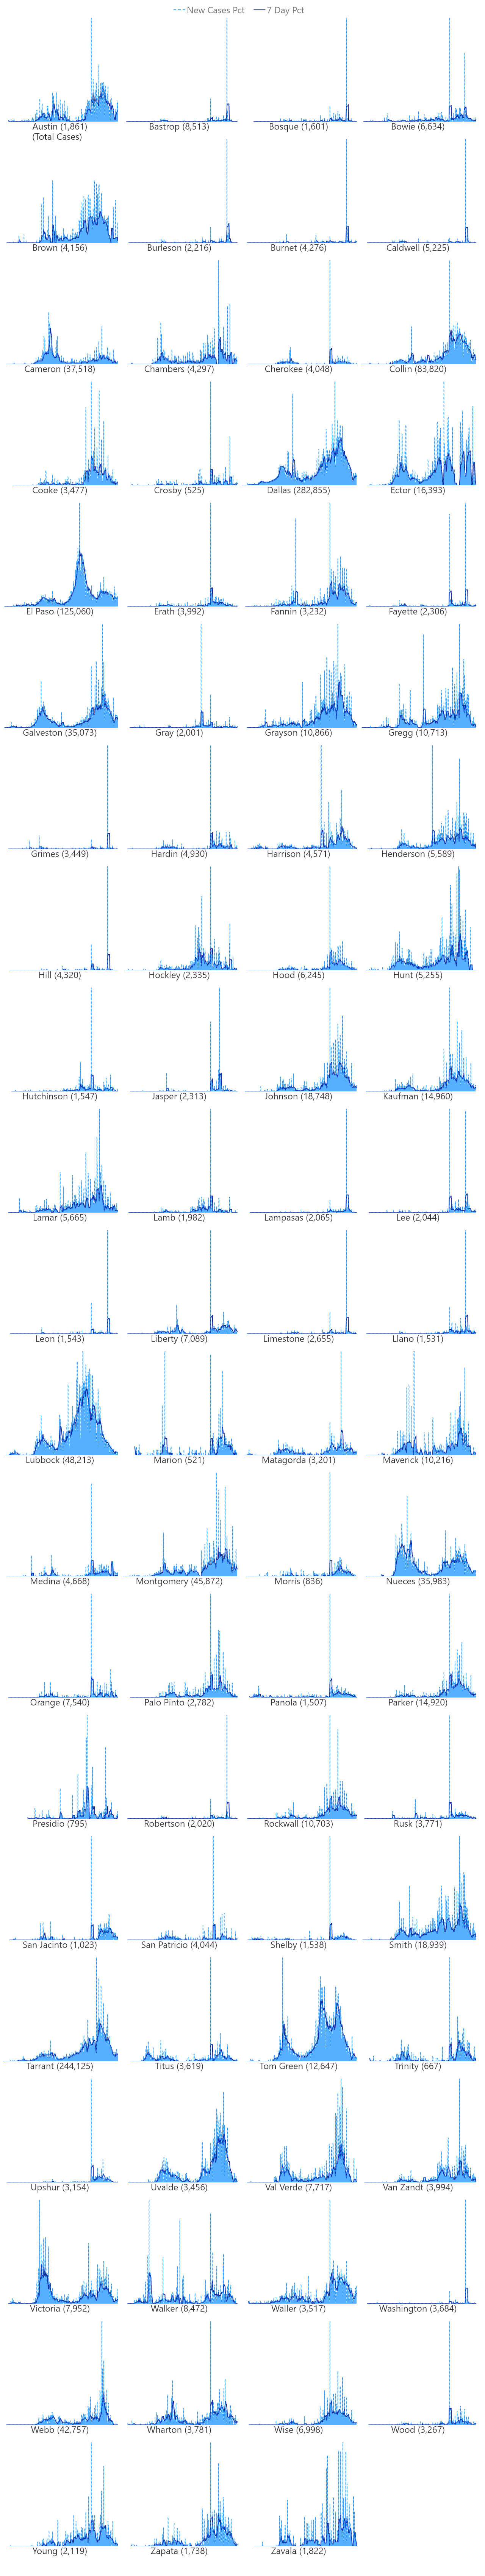 New Cases Pct 7 Day Pct
Austin (1,861) Bastrop (8,513) Bosque (1,601) Bowie (6,634)
(Total Cases)
Brown (4,156) Burleson (2,216) Burnet (4,276) Caldwell (5,225)
Cameron (37,518) Chambers (4,297) Cherokee (4,048) Collin (83,820)
Cooke (3,477) Crosby (525) Dallas (282,855) Ector (16,393)
El Paso (125,060) Erath (3,992) Fannin (3,232) Fayette (2,306)
Galveston (35,073) Gray (2,001) Grayson (10,866) Gregg (10,713)
Grimes (3,449) Hardin (4,930) Harrison (4,571) Henderson (5,589)
Hill (4,320) Hockley (2,335) Hood (6,245) Hunt (5,255)
Hutchinson (1,547) Jasper (2,313) Johnson (18,748) Kaufman (14,960)
Lamar (5,665) Lamb (1,982) Lampasas (2,065) Lee (2,044)
Leon (1,543) Liberty (7,089) Limestone (2,655) Llano (1,531)
Lubbock (48,213) Marion (521) Matagorda (3,201) Maverick (10,216)
Medina (4,668) Montgomery (45,872) Morris (836) Nueces (35,983)
Orange (7,540) Palo Pinto (2,782) Panola (1,507) Parker (14,920)
Presidio (795) Robertson (2,020) Rockwall (10,703) Rusk (3,771)
San Jacinto (1,023) San Patricio (4,044) Shelby (1,538) Smith (18,939)
Tarrant (244,125) Titus (3,619) Tom Green (12,647) Trinity (667)
Upshur (3,154) Uvalde (3,456) Val Verde (7,717) Van Zandt (3,994)
Victoria (7,952) Walker (8,472) Waller (3,517) Washington (3,684)
Webb (42,757) Wharton (3,781) Wise (6,998) Wood (3,267)
Young (2,119) Zapata (1,738) Zavala (1,822)